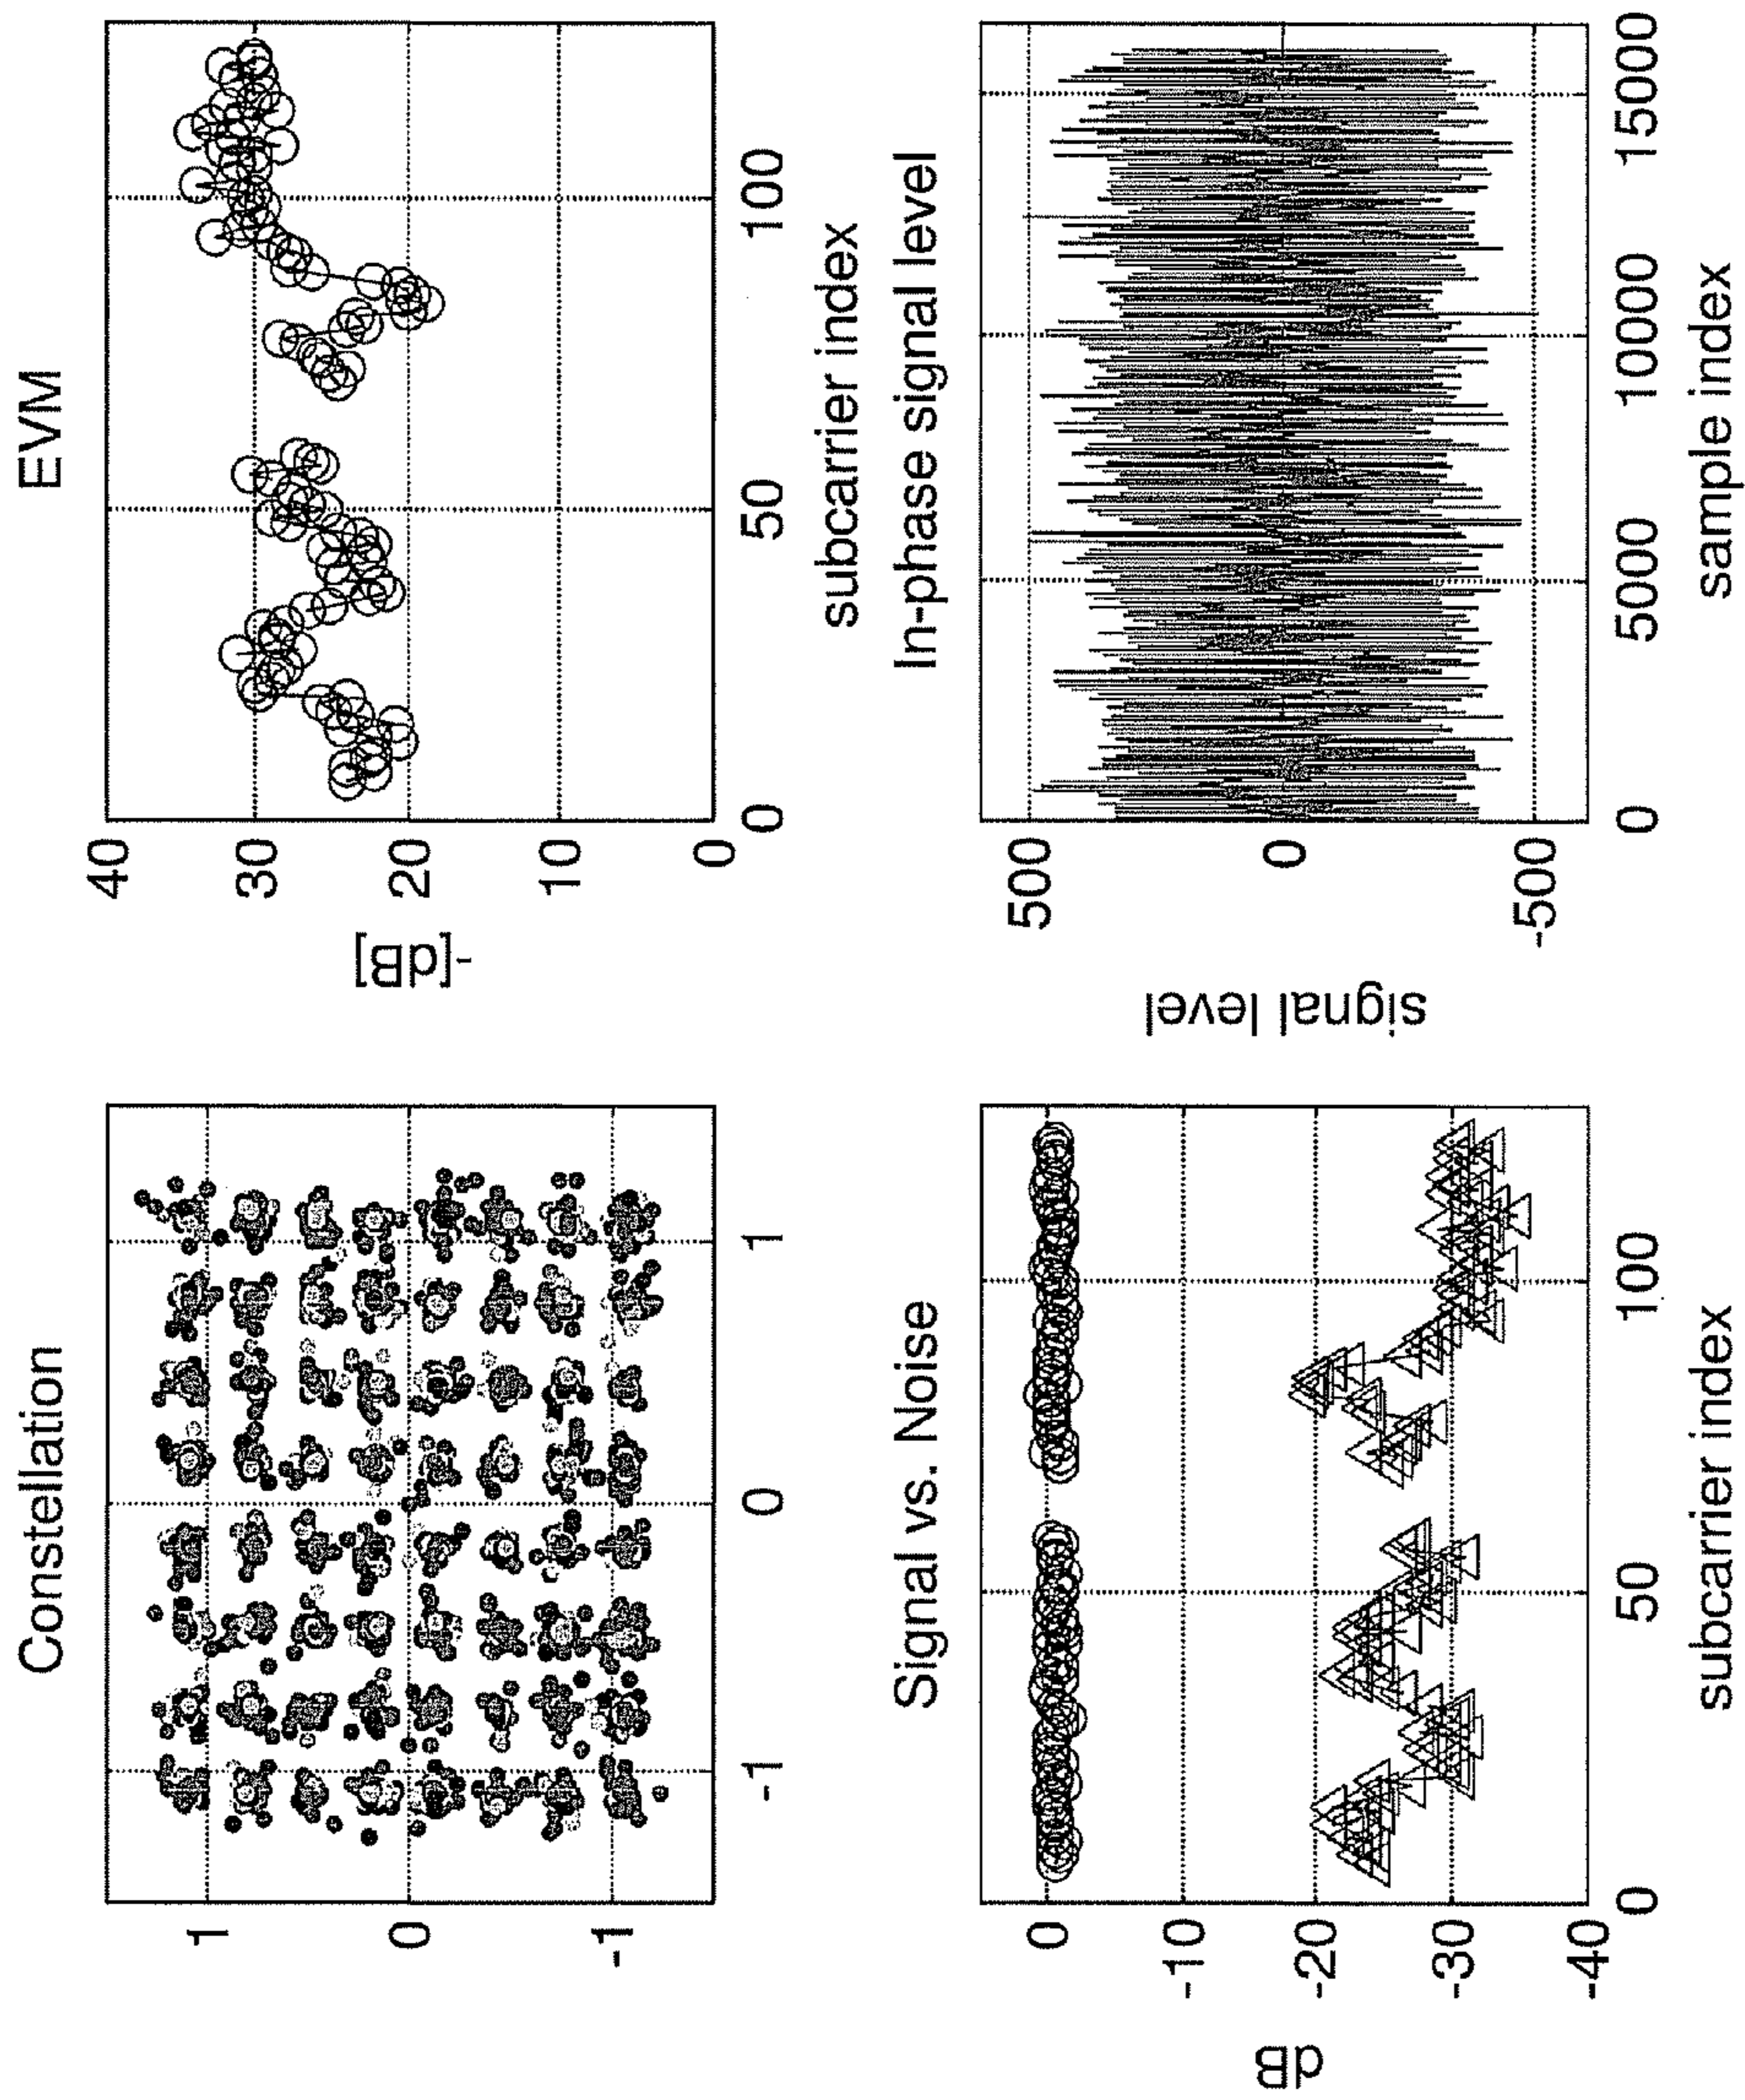 Constellation
1
0
-1
-1
0
1
EVM
-[dB]
40
30
20
10
0
0
50
100
subcarrier index
Signal vs. Noise
dB
0
-10
-20
-30
-40
0
50
100
subcarrier index
In-phase signal level
signal level
500
0
-500
0
5000
10000
15000
sample index